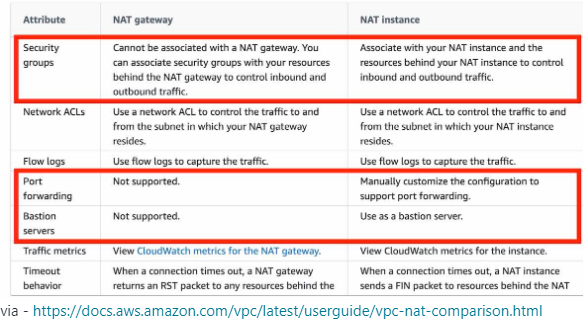 Attribute NAT gateway NAT instance
Security Cannot be associated with a NAT gateway. You Associate with your NAT instance and the
groups can associate security groups with your resources resources behind your NAT instance to control
behind the NAT gateway to control inbound and inbound and outbound traffic.
outbound traffic.
Network ACLs Use a network ACL to control the traffic to and Use a network ACL to control the traffic to and
from the subnet in which your NAT gateway from the subnet in which your NAT instance
resides. resides.
Flow logs Use flow logs to capture the traffic. Use flow logs to capture the traffic.
Port Not supported. Manually customize the configuration to
forwarding support port forwarding.
Bastion Not supported. Use as a bastion server.
servers
Traffic metrics View CloudWatch metrics for the NAT gateway. View CloudWatch metrics for the instance.
Timeout When a connection times out, a NAT gateway When a connection times out, a NAT instance
behavior returns an RST packet to any resources behind the sends a FIN packet to resources behind the NAT
via - https://docs.aws.amazon.com/vpc/latest/userguide/vpc-nat-comparison.html